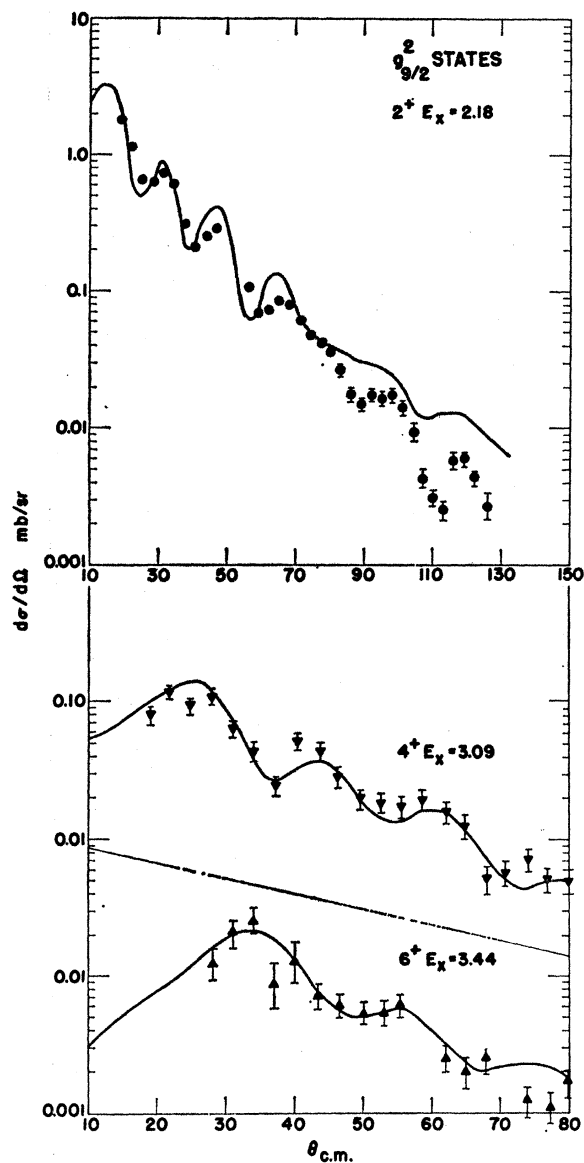 10
g²9/2 STATES
2⁺ Eₓ=2.18
1.0
0.1
0.01
0.001
10 30 50 70 90 110 130 150
dσ/dΩ mb/sr
0.10
4⁺ Eₓ=3.09
0.01
6⁺ Eₓ=3.44
0.01
0.001
10 20 30 40 50 60 70 80
θc.m.